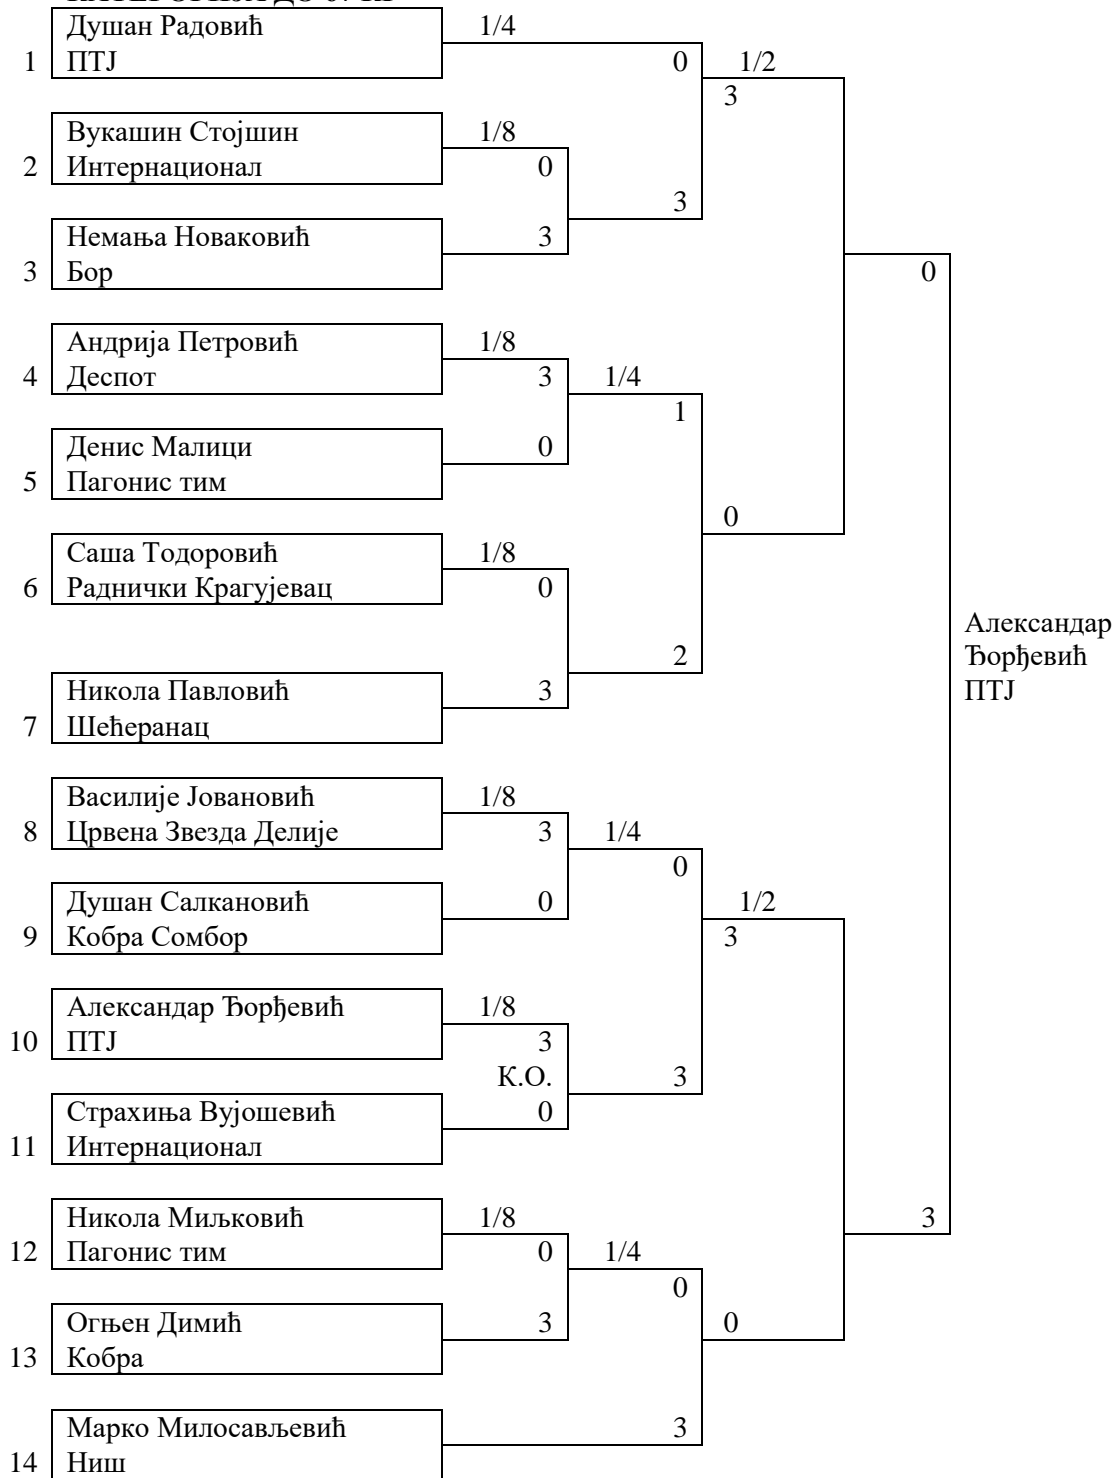 Душан Радовић
1/4
1
ПТЈ
0
1/2
3
Вукашин Стојшин
1/8
2
Интернационал
0
3
Немања Новаковић
3
3
Бор
0
Андрија Петровић
1/8
4
Деспот
3
1/4
1
Денис Малици
0
5
Пагонис тим
0
Саша Тодоровић
1/8
6
Раднички Крагујевац
0
2
Никола Павловић
3
7
Шећеранац
Александар
Ђорђевић
ПТЈ
Василије Јовановић
1/8
8
Црвена Звезда Делије
3
1/4
0
Душан Салкановић
0
1/2
9
Кобра Сомбор
3
Александар Ђорђевић
1/8
10
ПТЈ
3
К.О.
3
Страхиња Вујошевић
0
11
Интернационал
Никола Миљковић
1/8
3
12
Пагонис тим
0
1/4
0
Огњен Димић
3
0
13
Кобра
Марко Милосављевић
3
14
Ниш